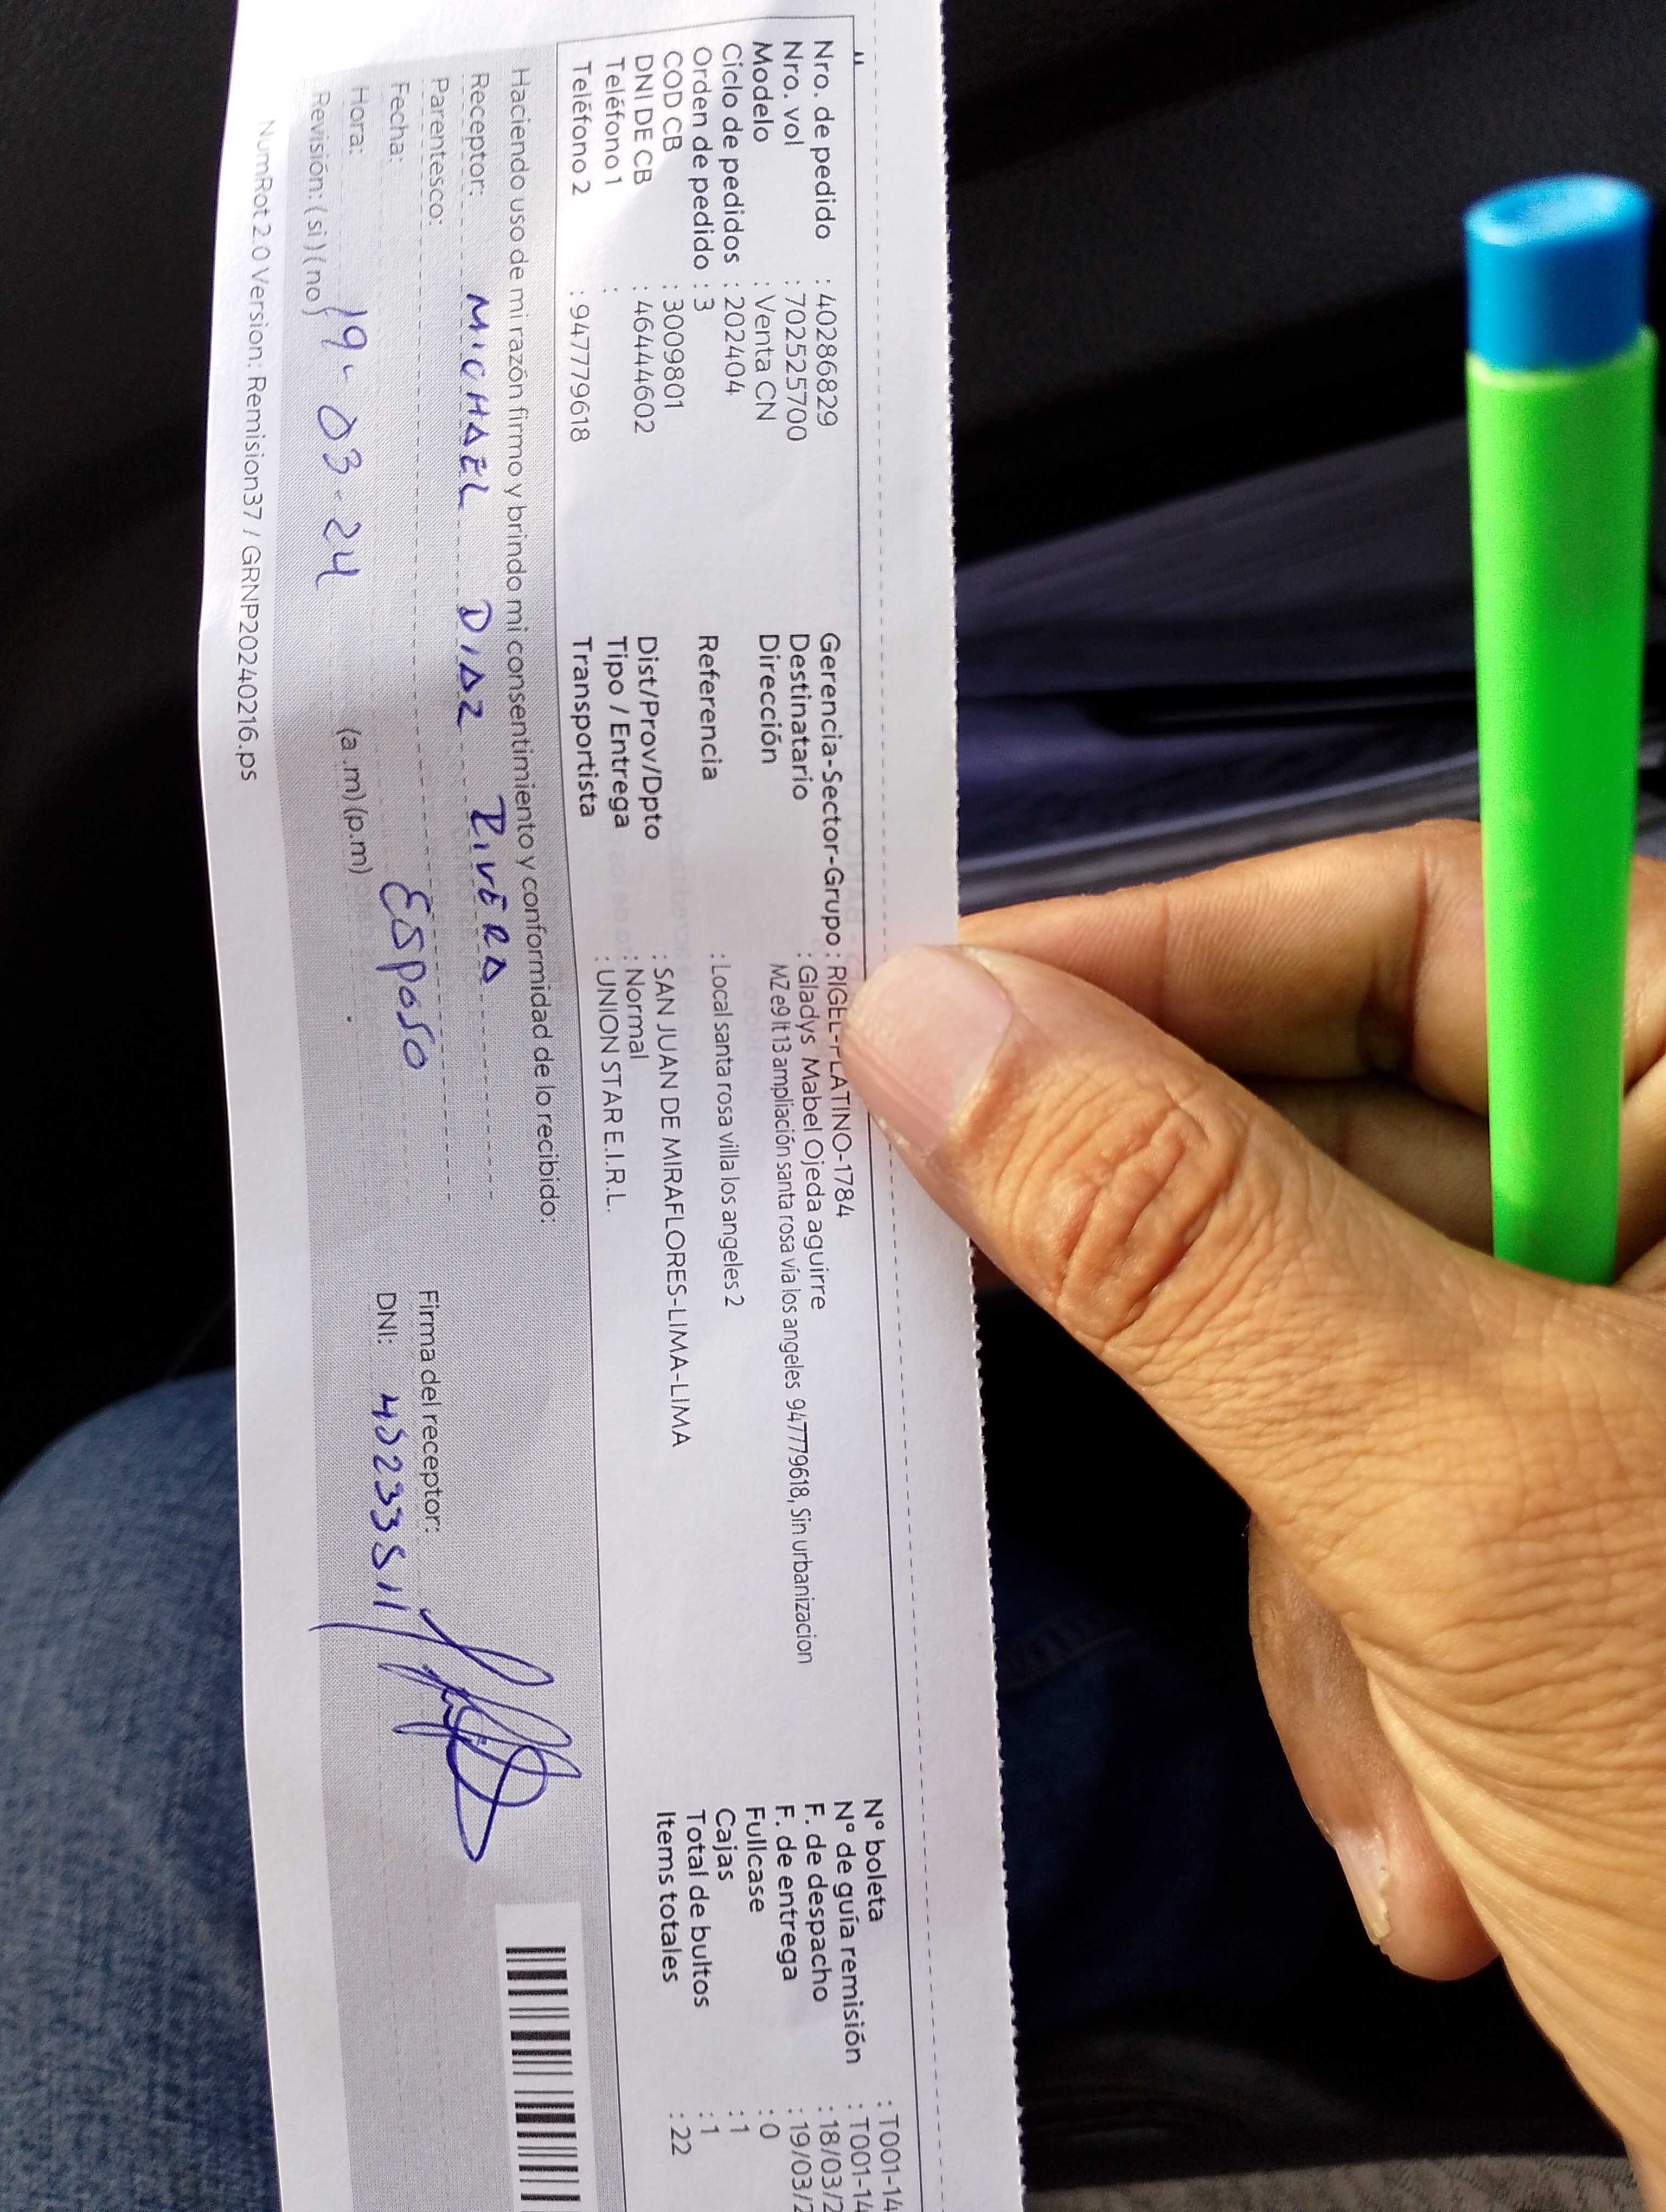 Nro. de pedido : 40286829
Nro. vol : 702525700
Modelo : Venta CN
Ciclo de pedidos : 202404
Orden de pedido : 3
COD CB : 3009801
DNI DE CB : 46444602
Teléfono 1 :
Teléfono 2 : 947779618
Gerencia-Sector-Grupo : RIGEL-PLATINO-1784
Destinatario : Gladys Mabel Ojeda aguirre
Dirección MZ e9 lt 13 ampliación santa rosa vía los angeles 947779618, Sin urbanizacion
Referencia : Local santa rosa villa los angeles 2
Dist/Prov/Dpto : SAN JUAN DE MIRAFLORES-LIMA-LIMA
Tipo / Entrega : Normal
Transportista : UNION STAR E.I.R.L.
N° boleta : T001-14
N° de guía remisión : T001-14
F. de despacho : 18/03/2
F. de entrega : 19/03/2
Fullcase : 0
Cajas : 1
Total de bultos : 1
Items totales : 22
Haciendo uso de mi razón firmo y brindo mi consentimiento y conformidad de lo recibido:
Receptor: MICHAEL DIAZ RIVERA
Parentesco: Esposo
Fecha: 19-03-24
Hora: (a .m) (p.m)
Revisión: ( si ) ( no )
Firma del receptor:
DNI:
NumRot 2.0 Version: Remision37 / GRNP20240216.ps